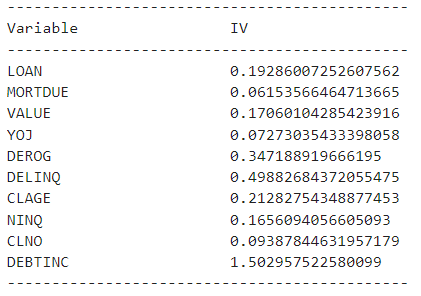 ---------------------------------------------
Variable IV
---------------------------------------------
LOAN 0.19286007252607562
MORTDUE 0.06153566464713665
VALUE 0.17060104285423916
YOJ 0.07273035433398058
DEROG 0.347188919666195
DELINQ 0.49882684372055475
CLAGE 0.21282754348877453
NINQ 0.1656094056605093
CLNO 0.09387844631957179
DEBTINC 1.502957522580099
---------------------------------------------